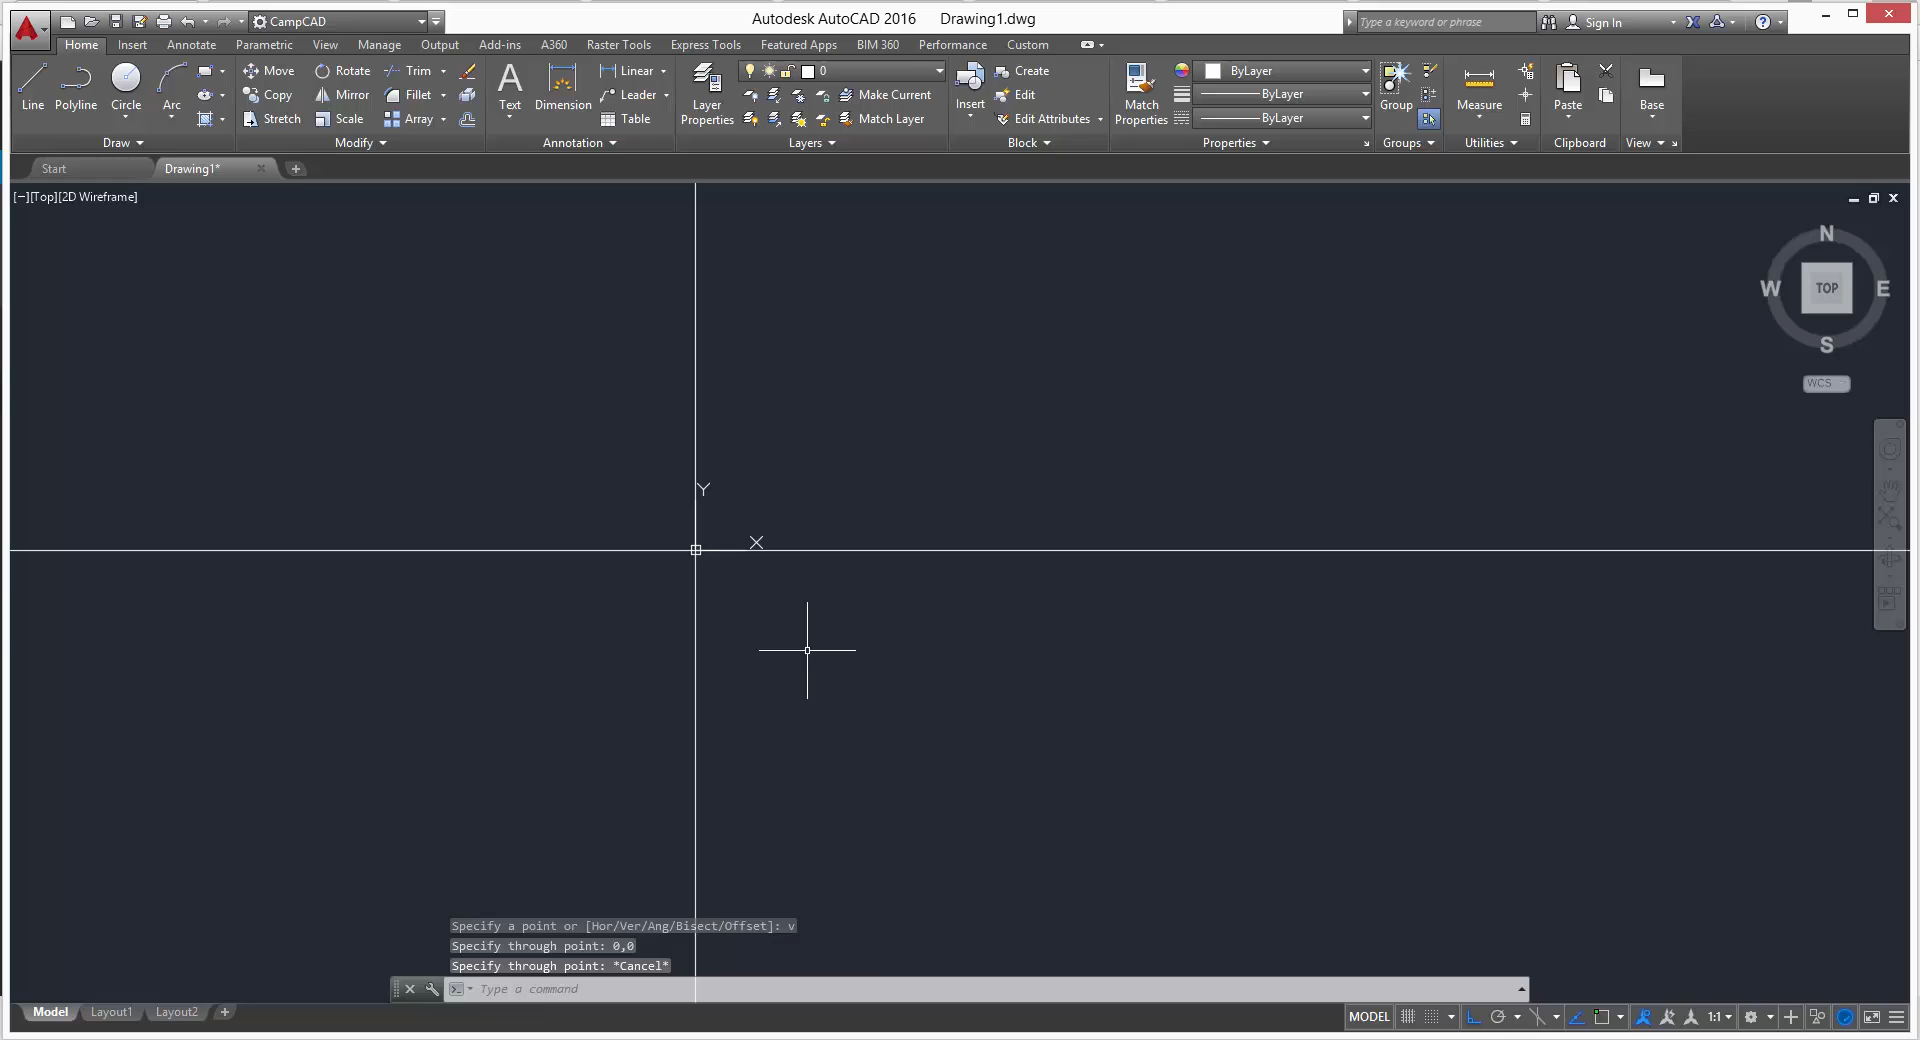 CampCAD
Autodesk AutoCAD 2016 Drawing1.dwg
Type a keyword or phrase
Sign In
Home Insert Annotate Parametric View Manage Output Add-ins A360 Raster Tools Express Tools Featured Apps BIM 360 Performance Custom
Line Polyline Circle Arc
Draw
Move Rotate Trim
Copy Mirror Fillet
Stretch Scale Array
Modify
Text Dimension
Linear
Leader
Table
Annotation
Layer
Properties
0
Make Current
Match Layer
Layers
Insert
Create
Edit
Edit Attributes
Block
Match
Properties
ByLayer
ByLayer
ByLayer
Properties
Group
Groups
Measure
Utilities
Paste
Clipboard
Base
View
Start Drawing1*
[−][Top][2D Wireframe]
N
W TOP E
S
WCS
Y
X
Specify a point or [Hor/Ver/Ang/Bisect/Offset]: v
Specify through point: 0,0
Specify through point: *Cancel*
Type a command
Model Layout1 Layout2
MODEL
1:1